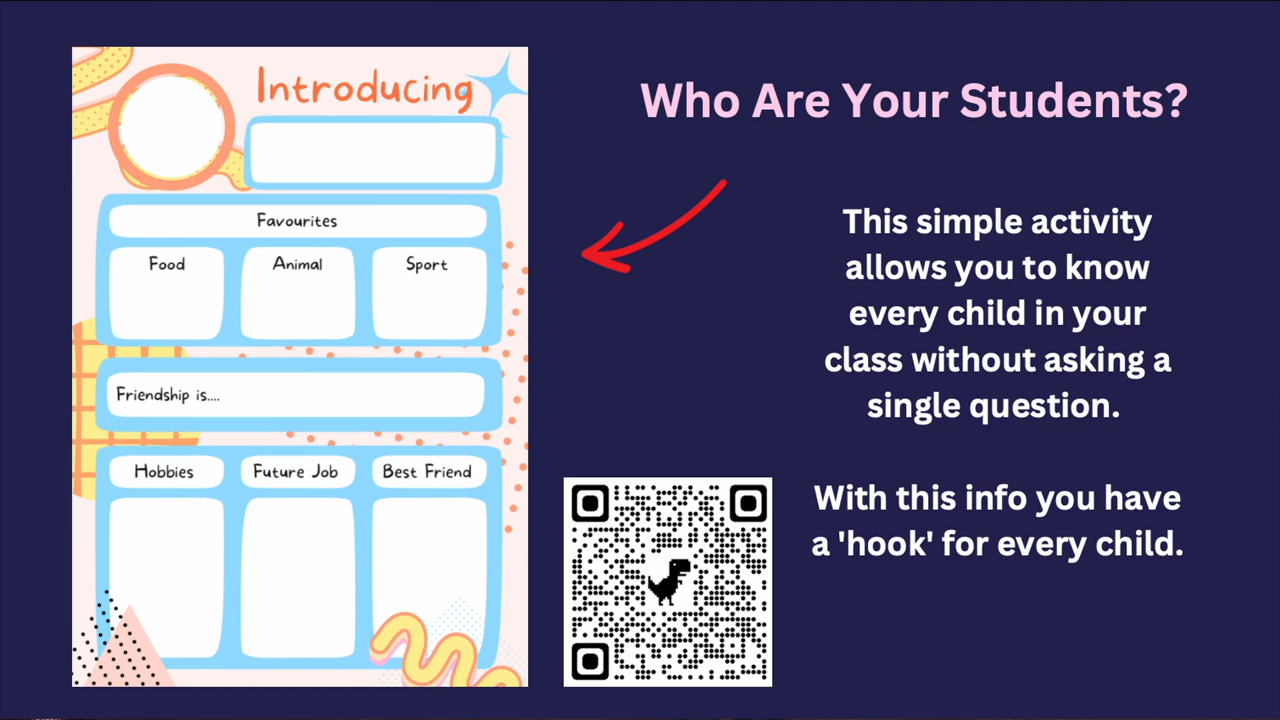 Introducing
Favourites
Food
Animal
Sport
Friendship is....
Hobbies
Future Job
Best Friend
Who Are Your Students?
This simple activity
allows you to know
every child in your
class without asking a
single question.
With this info you have
a 'hook' for every child.